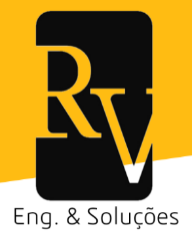 RV
Eng. & Soluções